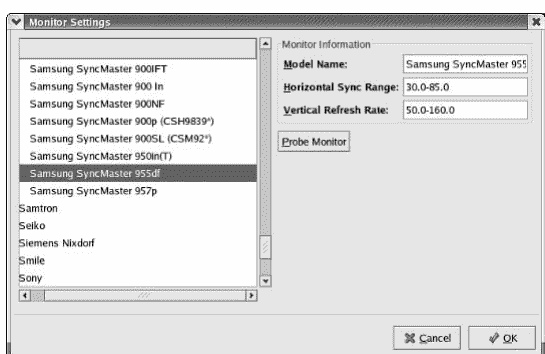 Monitor Settings
Samsung SyncMaster 900IFT
Samsung SyncMaster 900 In
Samsung SyncMaster 900NF
Samsung SyncMaster 900p (CSH9839*)
Samsung SyncMaster 900SL (CSM92*)
Samsung SyncMaster 950in(T)
Samsung SyncMaster 955df
Samsung SyncMaster 957p
Samtron
Seiko
Siemens Nixdorf
Smile
Sony
Monitor Information
Model Name: Samsung SyncMaster 955
Horizontal Sync Range: 30.0-85.0
Vertical Refresh Rate: 50.0-160.0
Probe Monitor
Cancel
OK